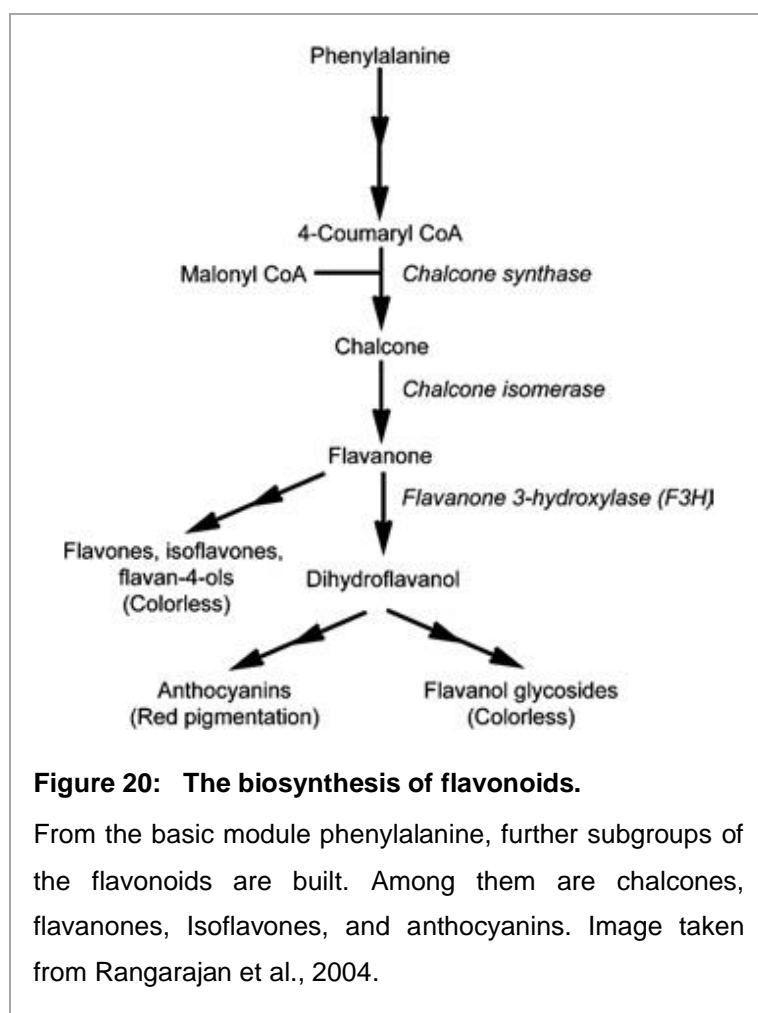 Phenylalanine
4-Coumaryl CoA
Malonyl CoA
Chalcone synthase
Chalcone
Chalcone isomerase
Flavanone
Flavanone 3-hydroxylase (F3H)
Flavones, isoflavones,
flavan-4-ols
(Colorless)
Dihydroflavanol
Anthocyanins
(Red pigmentation)
Flavanol glycosides
(Colorless)
Figure 20: The biosynthesis of flavonoids.
From the basic module phenylalanine, further subgroups of
the flavonoids are built. Among them are chalcones,
flavanones, Isoflavones, and anthocyanins. Image taken
from Rangarajan et al., 2004.